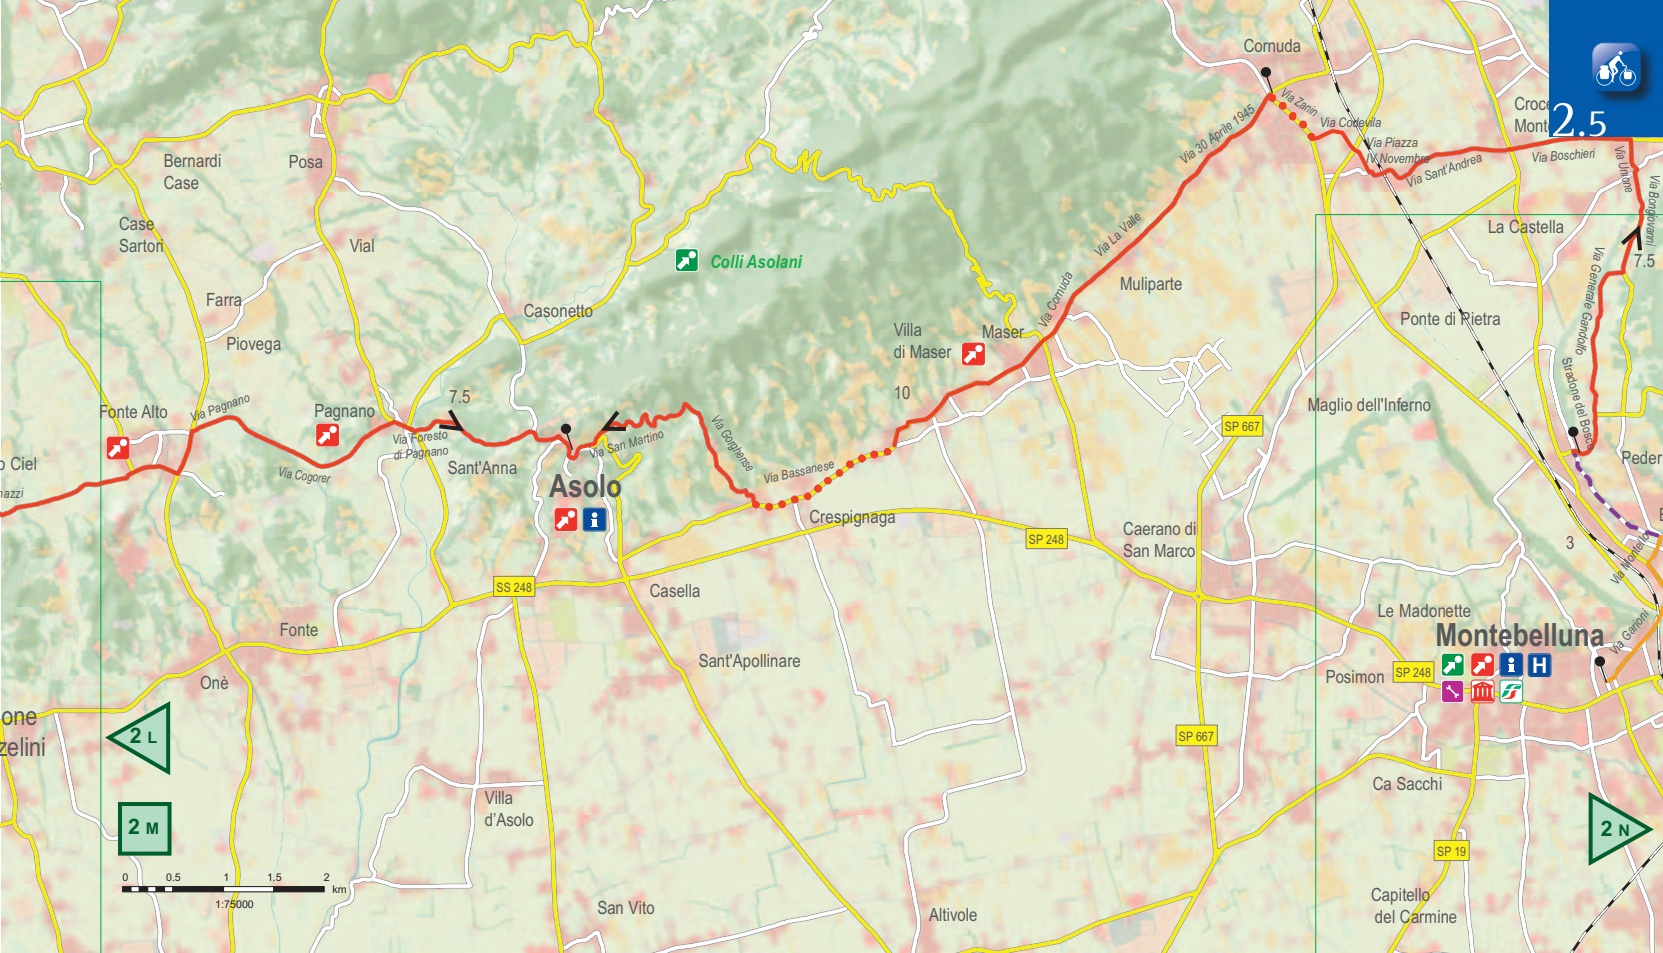 Cornuda
2.5
Via Zanin
Via Codevila
Via 30 Aprile 1945
Via Piazza
IV Novembre
Via Sant'Andrea
Via Boschieri
Via Unione
Via Bongiovanni
Bernardi
Case
Posa
Case
Sartori
Vial
Colli Asolani
Via La Valle
La Castella
7.5
Via Generale Gandolfo
Farra
Piovega
Casonetto
Muliparte
Via Cornuda
Ponte di Pietra
Villa
di Maser
Maser
10
Stradone del Bosco
Maglio dell'Inferno
Fonte Alto
Via Pagnano
Pagnano
7.5
Via Foresto
di Pagnano
Via San Martino
Via Gorghense
SP 667
Via Cogorer
Sant'Anna
Via Bassanese
Asolo
Crespignaga
SP 248
Caerano di
San Marco
3
Via Montello
SS 248
Casella
Fonte
Le Madonette
Montebelluna
Via Garioni
H
Sant'Apollinare
Posimon
SP 248
Onè
2 L
SP 667
Villa
d'Asolo
Ca Sacchi
2 M
2 N
SP 19
0 0.5 1 1.5 2
km
1:75000
San Vito
Altivole
Capitello
del Carmine